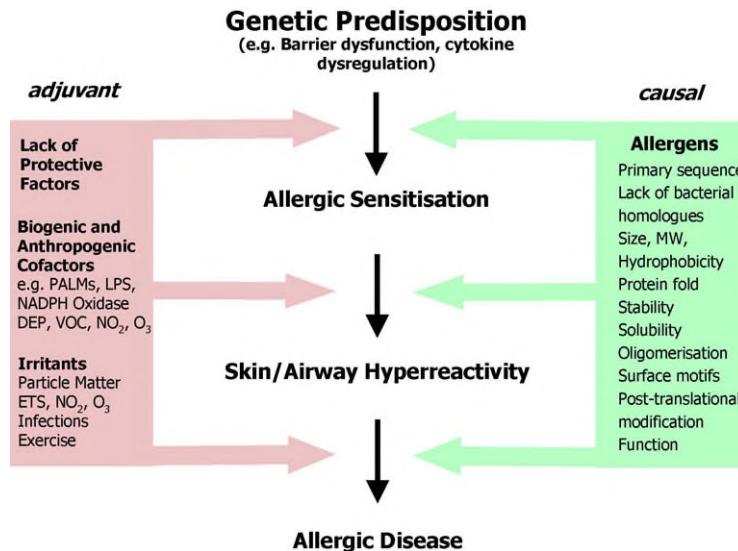 Genetic Predisposition
(e.g. Barrier dysfunction, cytokine
dysregulation)
adjuvant
causal
Lack of
Protective
Factors
Biogenic and
Anthropogenic
Cofactors
e.g. PALMs, LPS,
NADPH Oxidase
DEP, VOC, NO₂, O₃
Irritants
Particle Matter
ETS, NO₂, O₃
Infections
Exercise
Allergic Sensitisation
Skin/Airway Hyperreactivity
Allergic Disease
Allergens
Primary sequence
Lack of bacterial
homologues
Size, MW,
Hydrophobicity
Protein fold
Stability
Solubility
Oligomerisation
Surface motifs
Post-translational
modification
Function